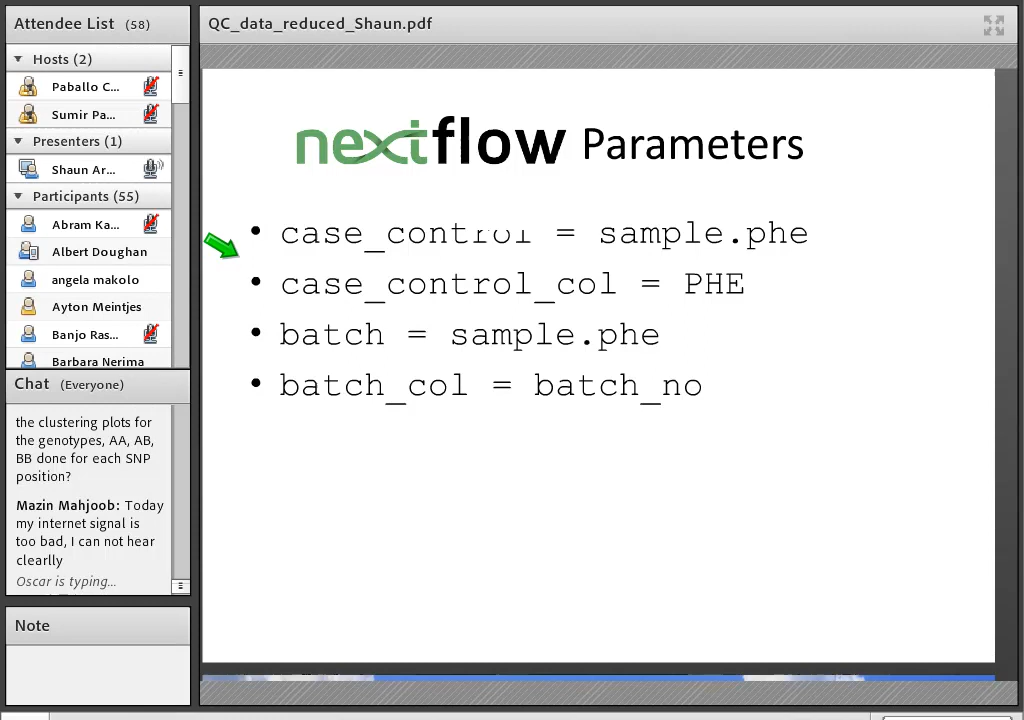 Attendee List (58)
Hosts (2)
Paballo C...
Sumir Pa...
Presenters (1)
Shaun Ar...
Participants (55)
Abram Ka...
Albert Doughan
angela makolo
Ayton Meintjes
Banjo Ras...
Barbara Nerima
Chat (Everyone)
the clustering plots for
the genotypes, AA, AB,
BB done for each SNP
position?
Mazin Mahjoob: Today
my internet signal is
too bad, I can not hear
clearlly
Oscar is typing...
Note
QC_data_reduced_Shaun.pdf
nextflow Parameters
• case_control = sample.phe
• case_control_col = PHE
• batch = sample.phe
• batch_col = batch_no